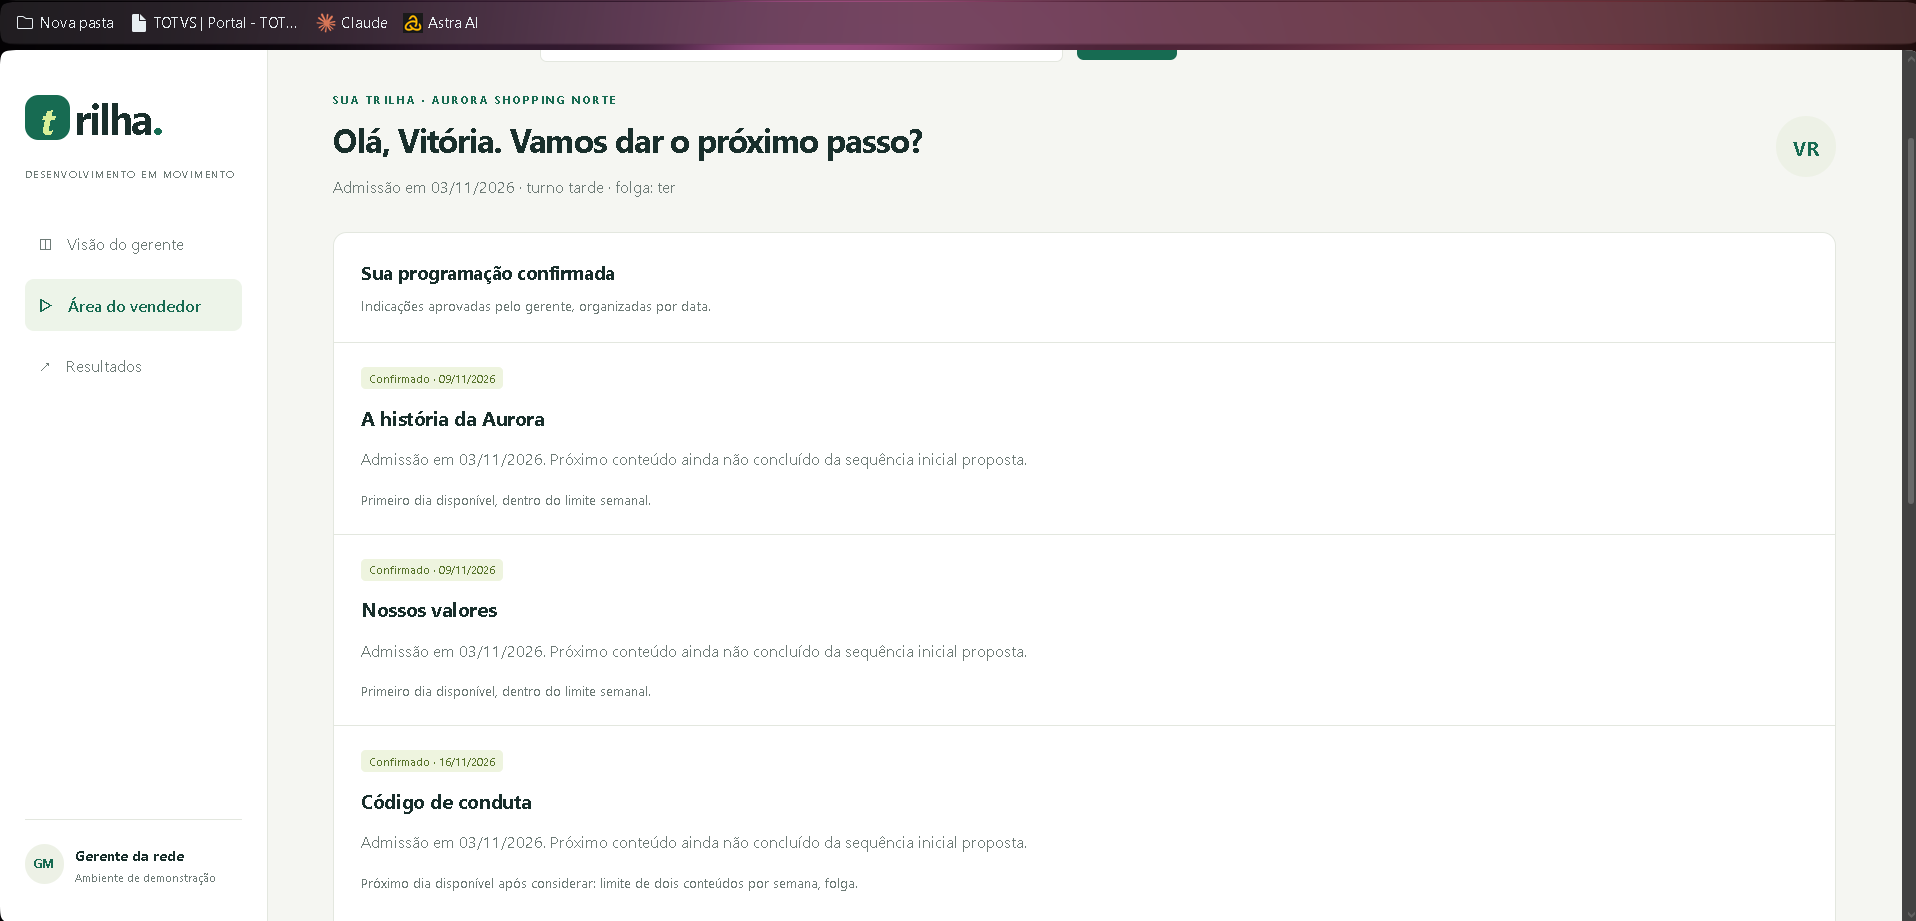 Nova pasta
TOTVS | Portal - TOT...
Claude
Astra AI
trilha.
DESENVOLVIMENTO EM MOVIMENTO
Visão do gerente
Área do vendedor
Resultados
GM
Gerente da rede
Ambiente de demonstração
SUA TRILHA · AURORA SHOPPING NORTE
Olá, Vitória. Vamos dar o próximo passo?
VR
Admissão em 03/11/2026 · turno tarde · folga: ter
Sua programação confirmada
Indicações aprovadas pelo gerente, organizadas por data.
Confirmado · 09/11/2026
A história da Aurora
Admissão em 03/11/2026. Próximo conteúdo ainda não concluído da sequência inicial proposta.
Primeiro dia disponível, dentro do limite semanal.
Confirmado · 09/11/2026
Nossos valores
Admissão em 03/11/2026. Próximo conteúdo ainda não concluído da sequência inicial proposta.
Primeiro dia disponível, dentro do limite semanal.
Confirmado · 16/11/2026
Código de conduta
Admissão em 03/11/2026. Próximo conteúdo ainda não concluído da sequência inicial proposta.
Próximo dia disponível após considerar: limite de dois conteúdos por semana, folga.